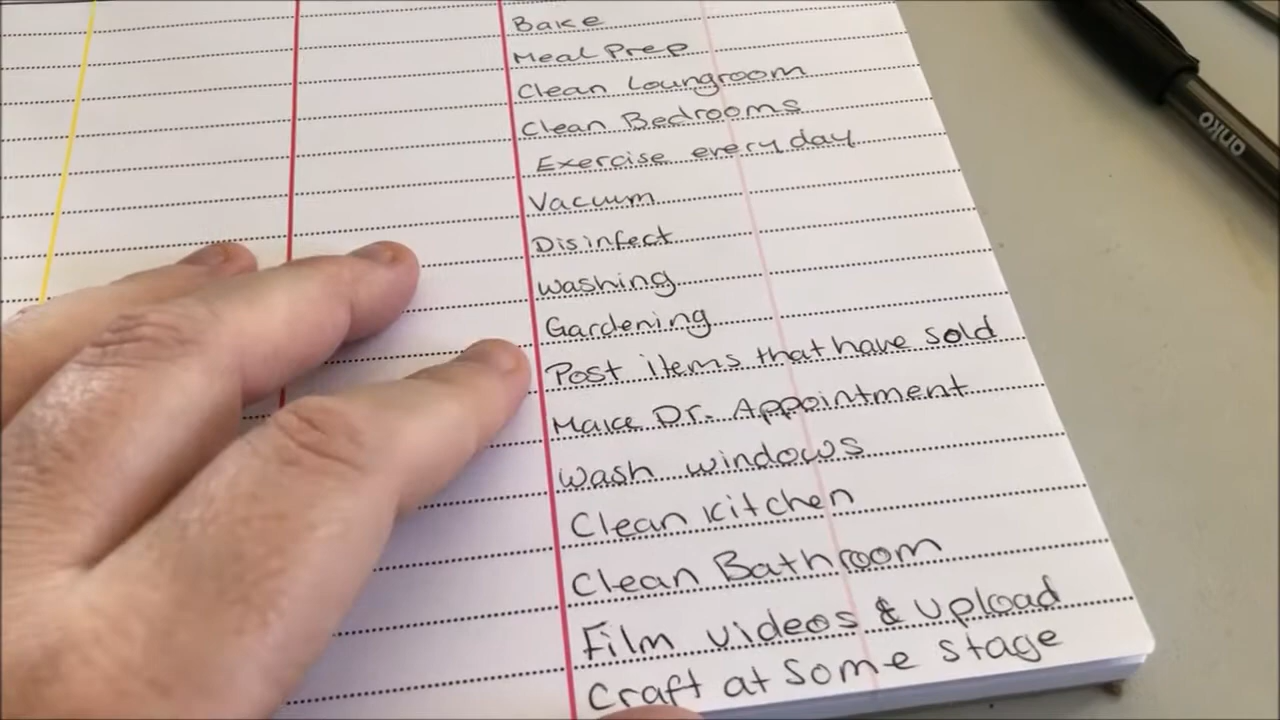 Bake
Meal Prep
Clean Loungroom
Clean Bedrooms
Exercise every day
Vacuum
Disinfect
Washing
Gardening
Post items that have sold
Make Dr. Appointment
Wash windows
Clean kitchen
Clean Bathroom
Film videos & upload
Craft at Some stage
anko